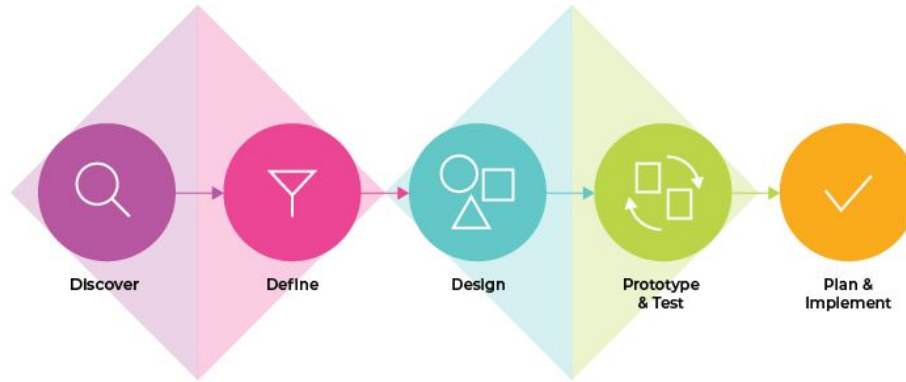 Discover
Define
Design
Prototype
& Test
Plan &
Implement